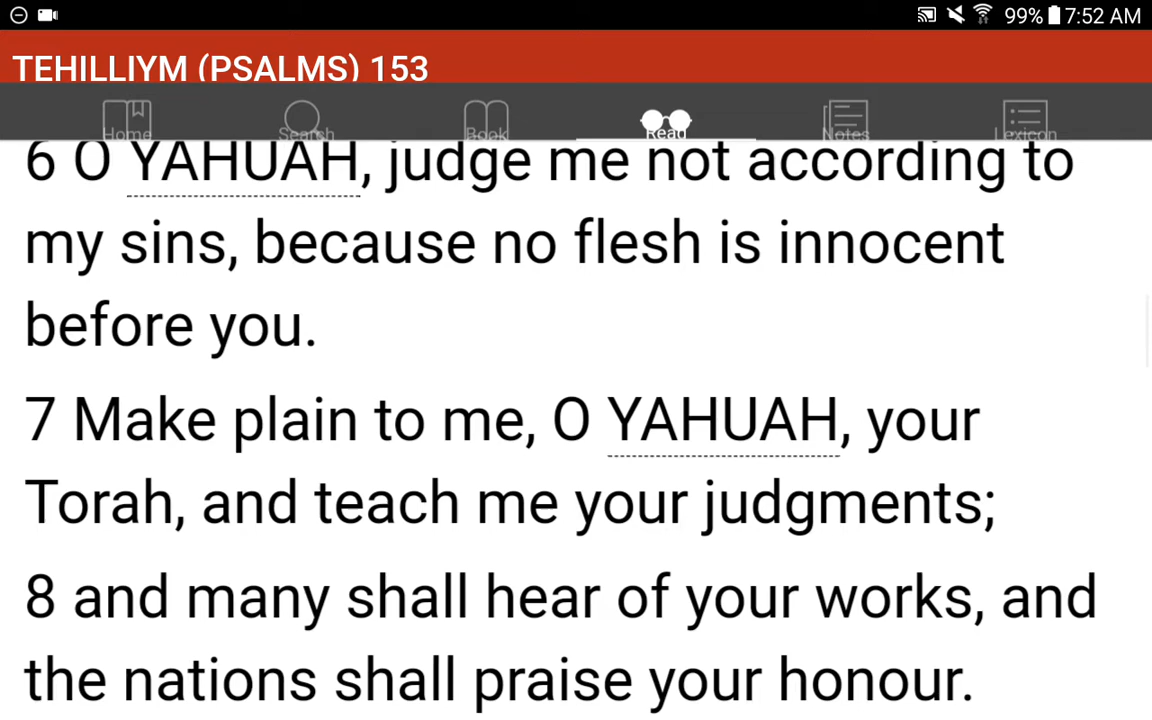 99% 7:52 AM
TEHILLIYM (PSALMS) 153
Home Search Book Read Notes Lexicon
6 O YAHUAH, judge me not according to
my sins, because no flesh is innocent
before you.
7 Make plain to me, O YAHUAH, your
Torah, and teach me your judgments;
8 and many shall hear of your works, and
the nations shall praise your honour.